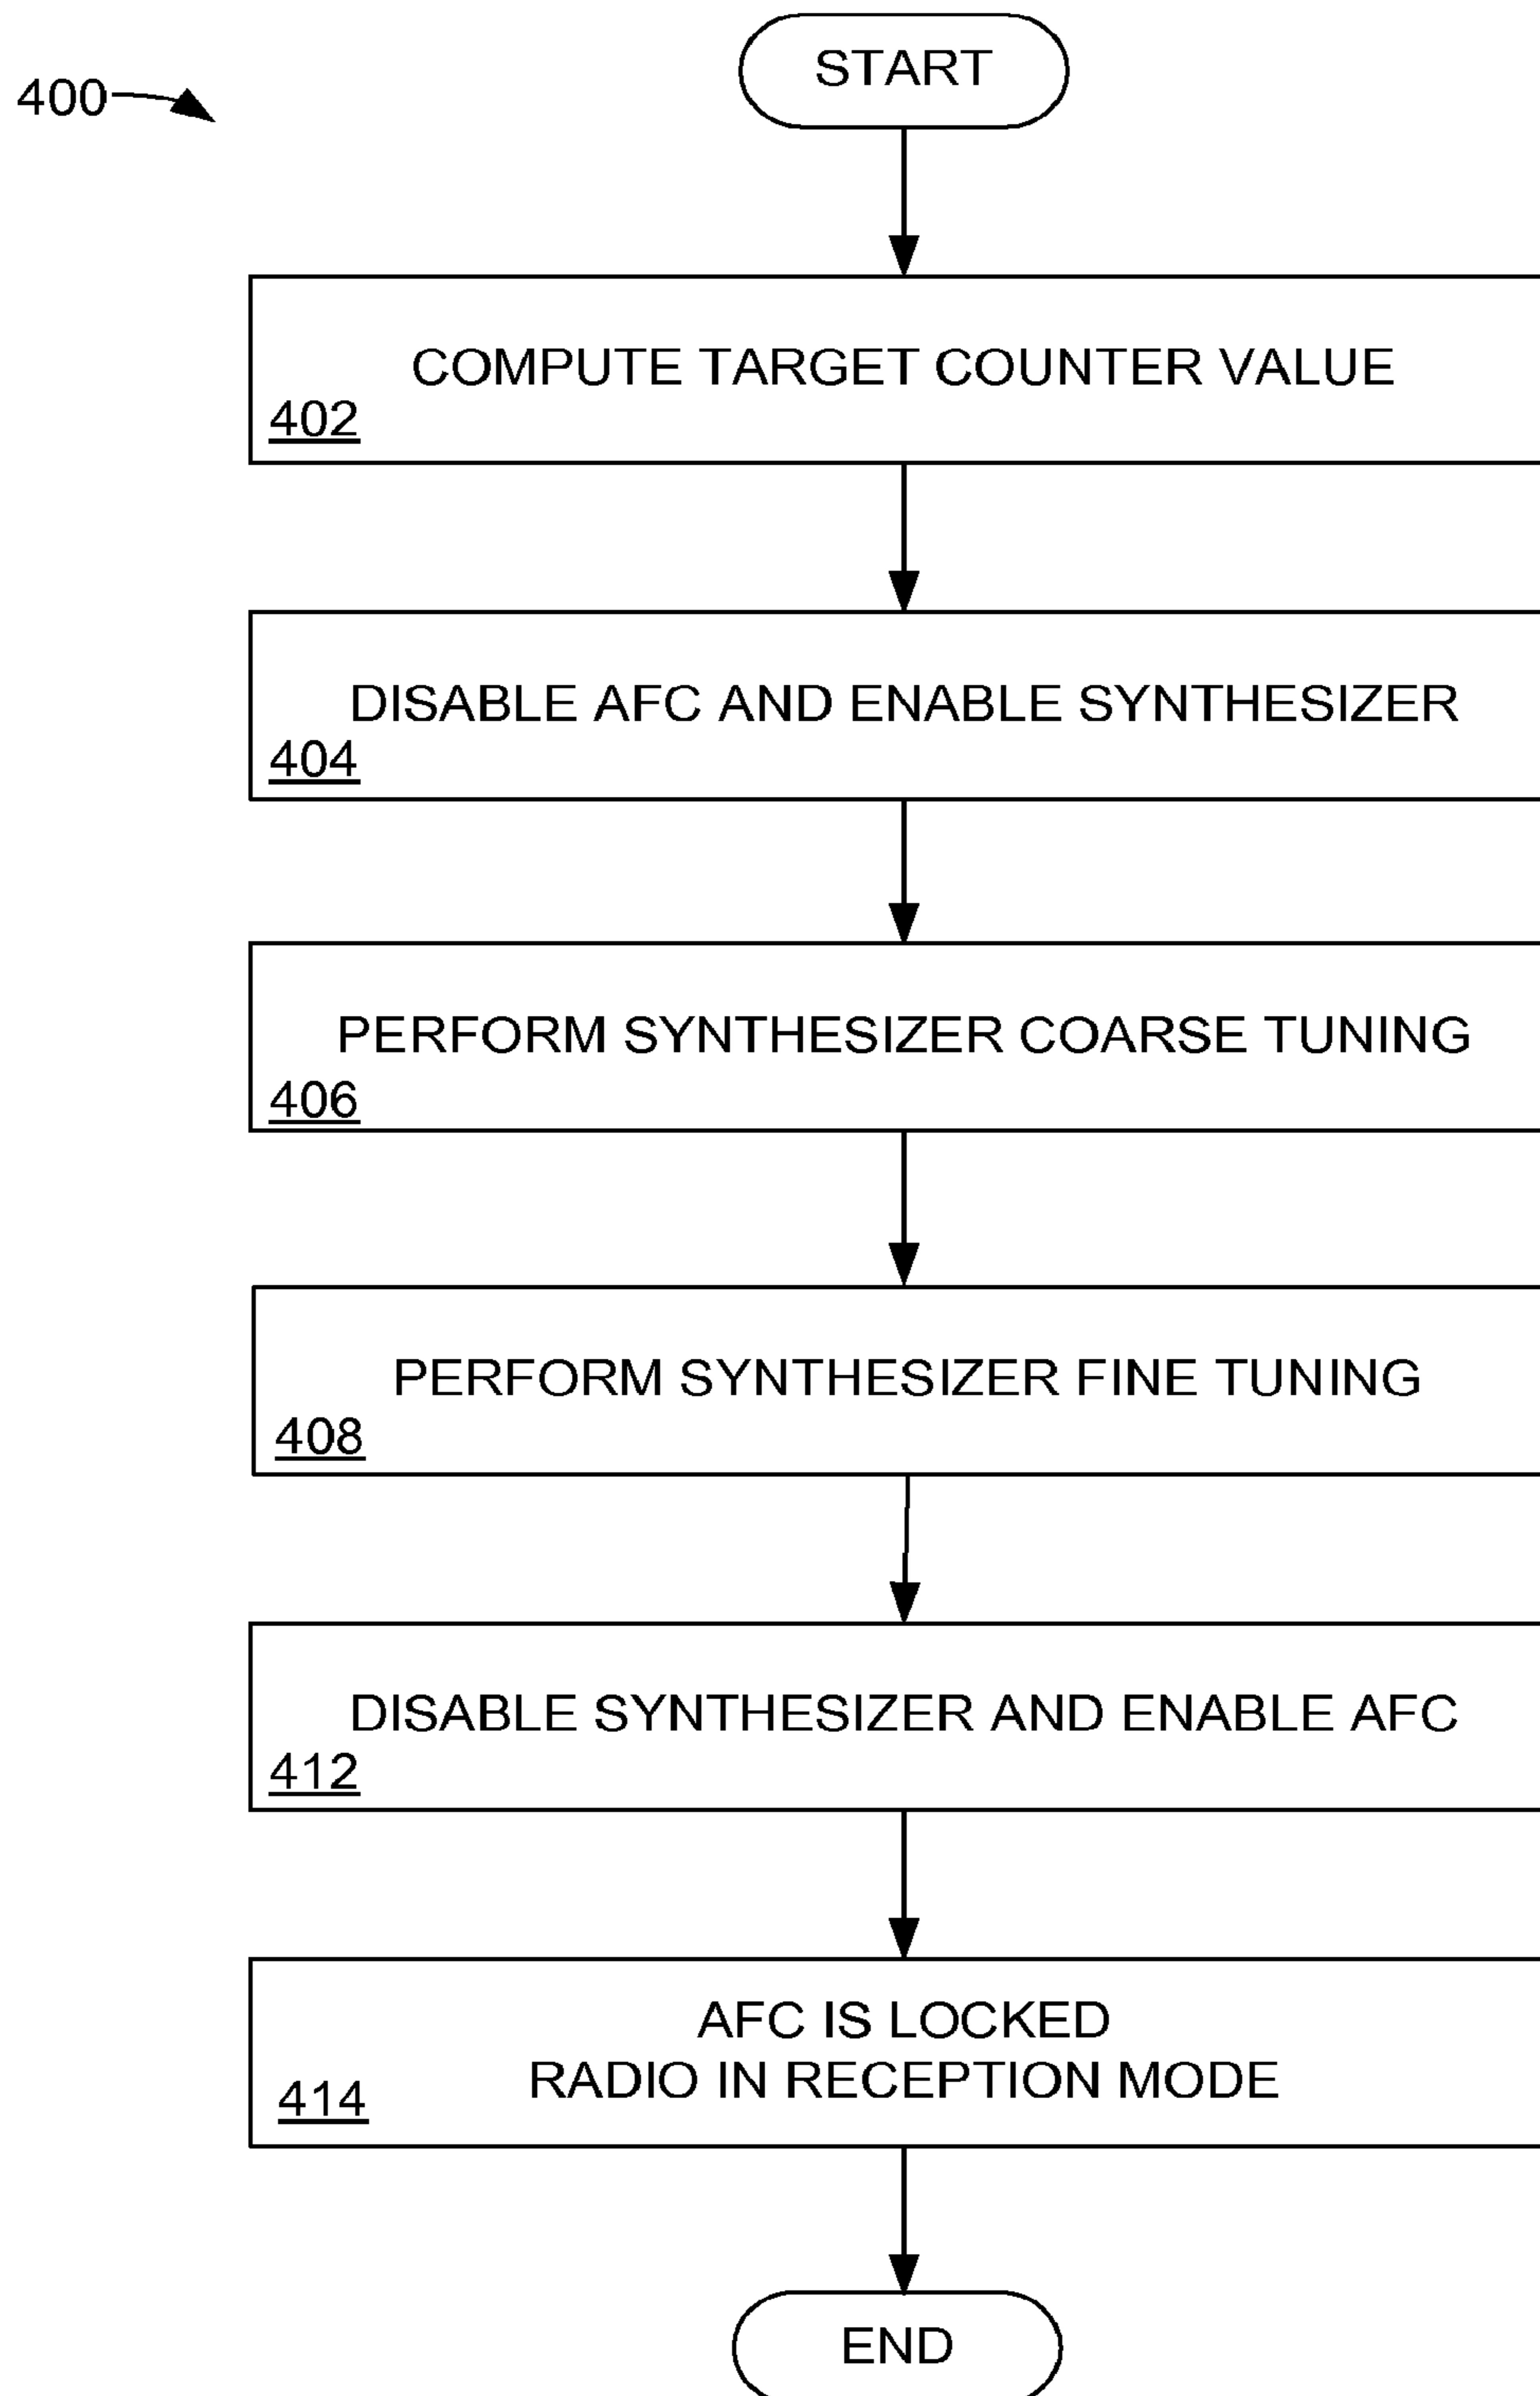 400
START
COMPUTE TARGET COUNTER VALUE
402
DISABLE AFC AND ENABLE SYNTHESIZER
404
PERFORM SYNTHESIZER COARSE TUNING
406
PERFORM SYNTHESIZER FINE TUNING
408
DISABLE SYNTHESIZER AND ENABLE AFC
412
AFC IS LOCKED
RADIO IN RECEPTION MODE
414
END